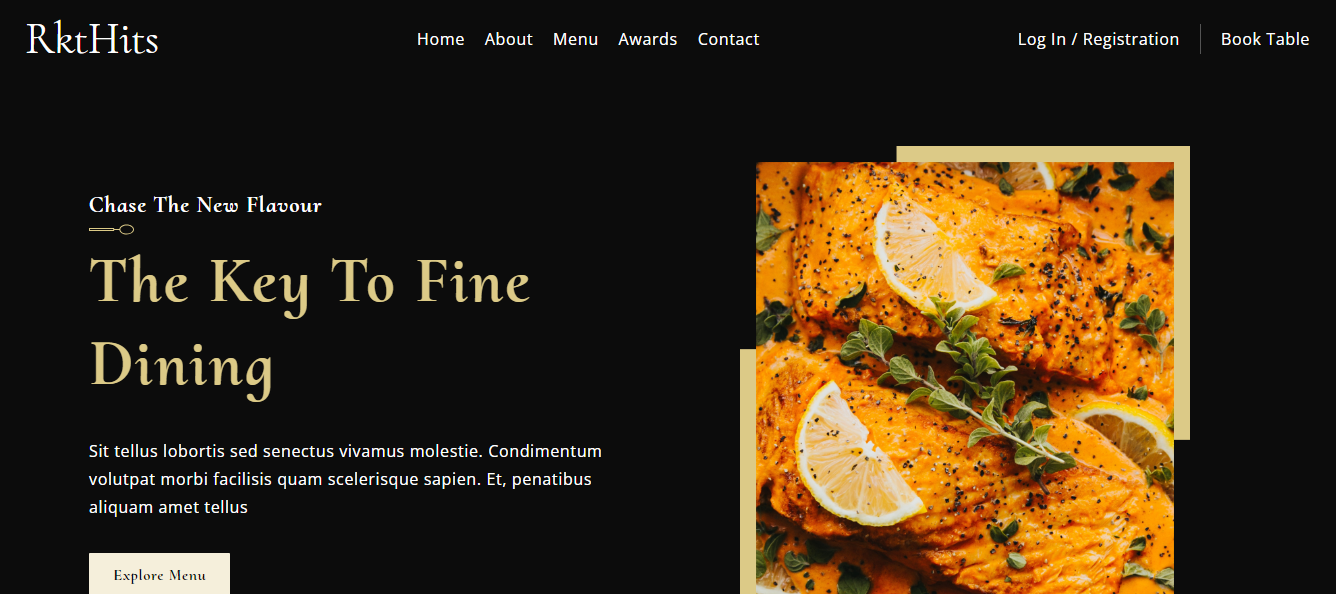 RktHits
Home About Menu Awards Contact
Log In / Registration
Book Table
Chase The New Flavour
The Key To Fine
Dining
Sit tellus lobortis sed senectus vivamus molestie. Condimentum
volutpat morbi facilisis quam scelerisque sapien. Et, penatibus
aliquam amet tellus
Explore Menu